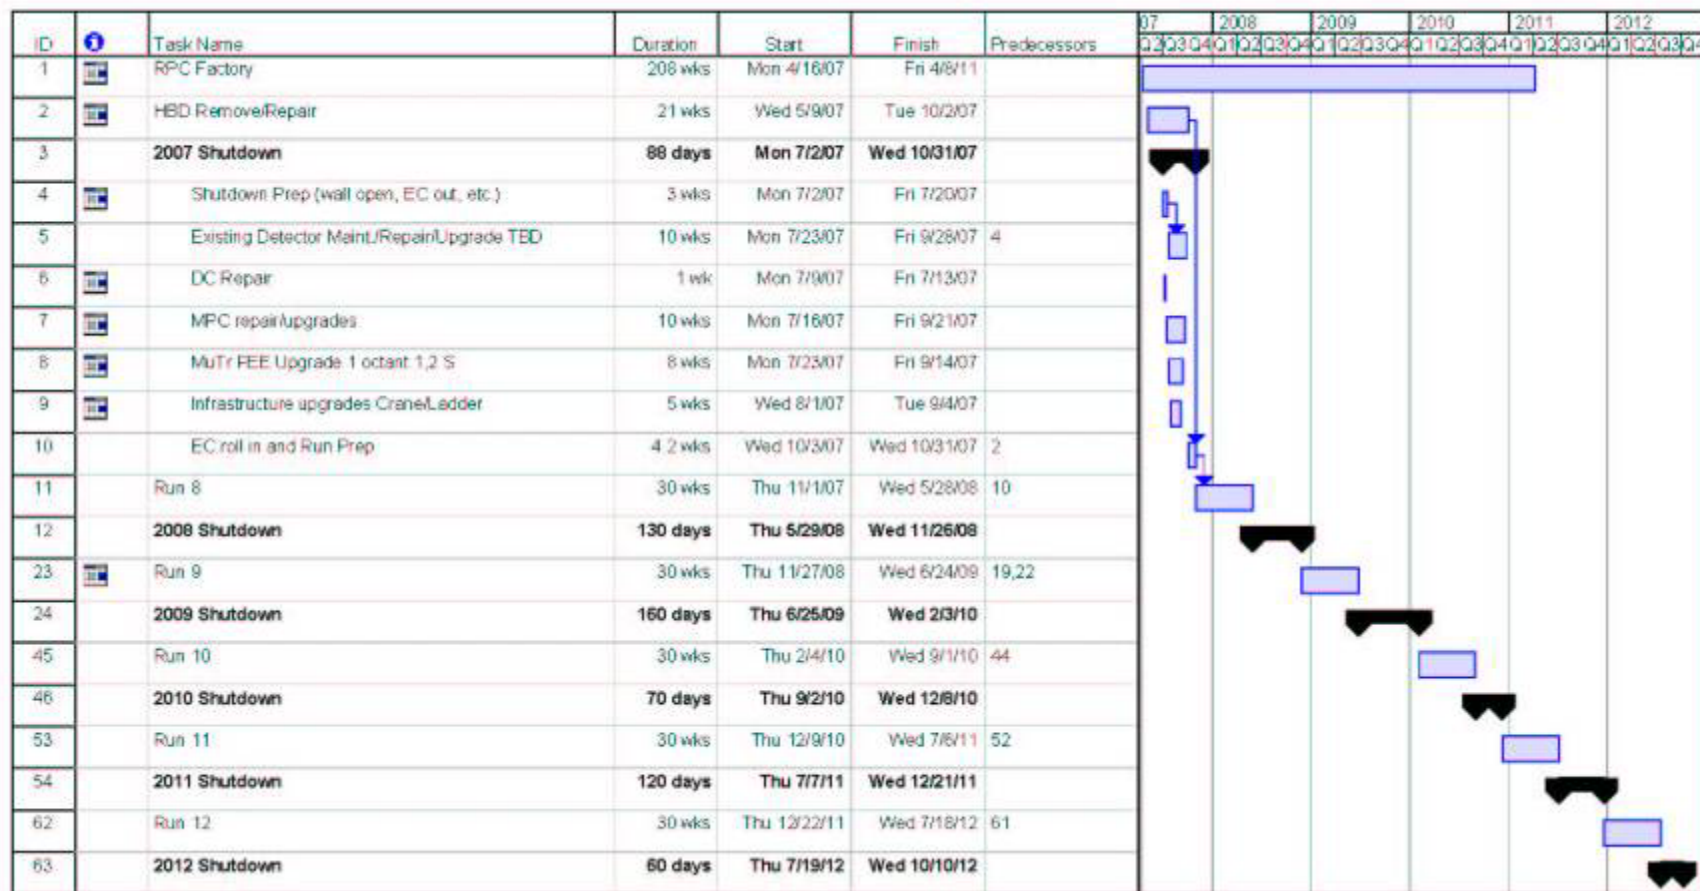 07 2008 2009 2010 2011 2012
ID Task Name Duration Start Finish Predecessors Q2 Q3 Q4 Q1 Q2 Q3 Q4 Q1 Q2 Q3 Q4 Q1 Q2 Q3 Q4 Q1 Q2 Q3 Q4 Q1 Q2 Q3 Q4
1 RPC Factory 208 wks Mon 4/16/07 Fri 4/8/11
2 HBD Remove/Repair 21 wks Wed 5/9/07 Tue 10/2/07
3 2007 Shutdown 88 days Mon 7/2/07 Wed 10/31/07
4 Shutdown Prep (wall open, EC out, etc.) 3 wks Mon 7/2/07 Fri 7/20/07
5 Existing Detector Maint./Repair/Upgrade TBD 10 wks Mon 7/23/07 Fri 9/28/07 4
6 DC Repair 1 wk Mon 7/9/07 Fri 7/13/07
7 MPC repair/upgrades 10 wks Mon 7/16/07 Fri 9/21/07
8 MuTr FEE Upgrade 1 octant 1,2 S 8 wks Mon 7/23/07 Fri 9/14/07
9 Infrastructure upgrades Crane/Ladder 5 wks Wed 8/1/07 Tue 9/4/07
10 EC roll in and Run Prep 4.2 wks Wed 10/3/07 Wed 10/31/07 2
11 Run 8 30 wks Thu 11/1/07 Wed 5/28/08 10
12 2008 Shutdown 130 days Thu 5/29/08 Wed 11/26/08
23 Run 9 30 wks Thu 11/27/08 Wed 6/24/09 19,22
24 2009 Shutdown 160 days Thu 6/25/09 Wed 2/3/10
45 Run 10 30 wks Thu 2/4/10 Wed 9/1/10 44
46 2010 Shutdown 70 days Thu 9/2/10 Wed 12/8/10
53 Run 11 30 wks Thu 12/9/10 Wed 7/6/11 52
54 2011 Shutdown 120 days Thu 7/7/11 Wed 12/21/11
62 Run 12 30 wks Thu 12/22/11 Wed 7/18/12 61
63 2012 Shutdown 60 days Thu 7/19/12 Wed 10/10/12